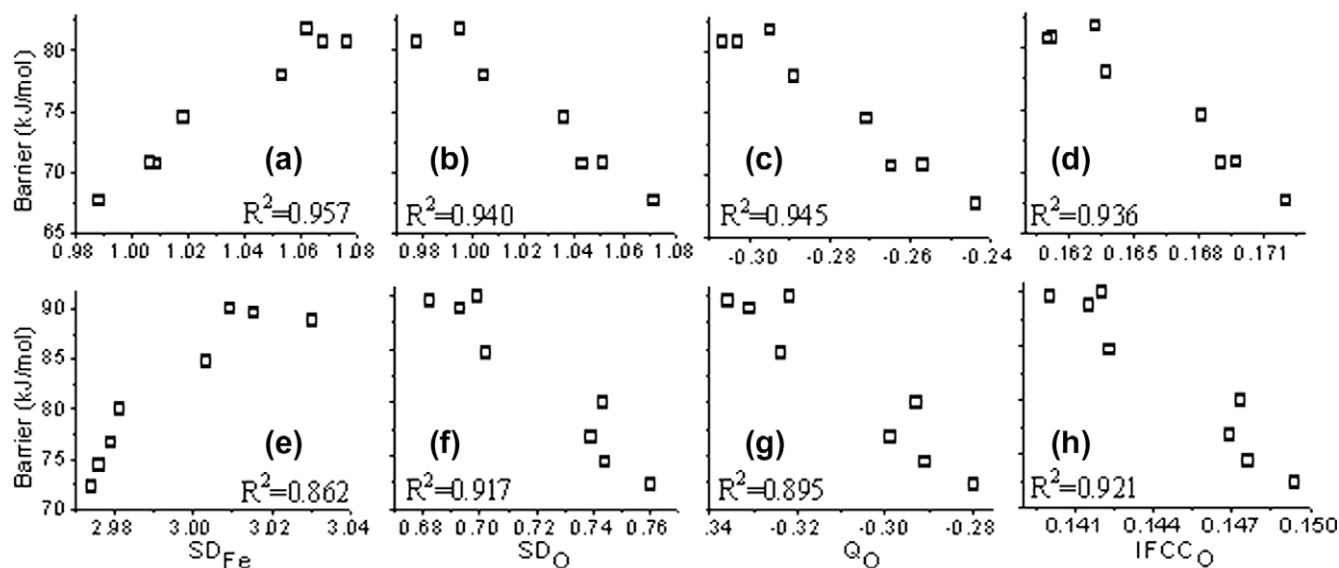 Barrier (kJ/mol)
80
75
70
65
(a)
R²=0.957
0.98 1.00 1.02 1.04 1.06 1.08
(b)
R²=0.940
0.98 1.00 1.02 1.04 1.06 1.08
(c)
R²=0.945
-0.30 -0.28 -0.26 -0.24
(d)
R²=0.936
0.162 0.165 0.168 0.171
Barrier (kJ/mol)
90
85
80
75
70
(e)
R²=0.862
2.98 3.00 3.02 3.04
SD_Fe
(f)
R²=0.917
0.68 0.70 0.72 0.74 0.76
SD_O
(g)
R²=0.895
.34 -0.32 -0.30 -0.28
Q_O
(h)
R²=0.921
0.141 0.144 0.147 0.150
IFCC_O